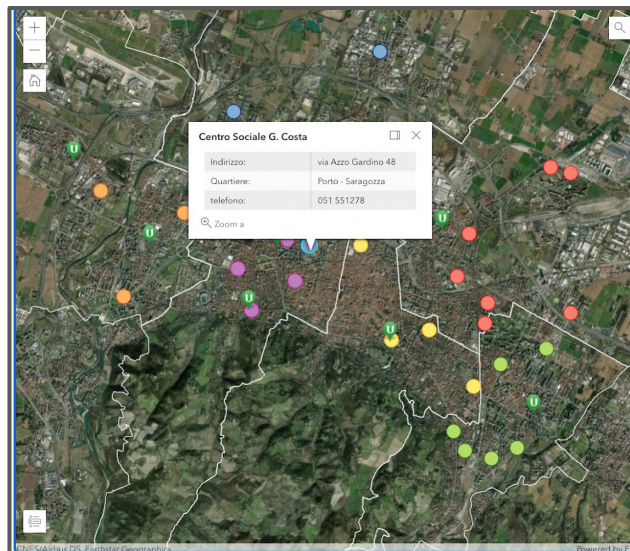 Centro Sociale G. Costa
Indirizzo: via Azzo Gardino 48
Quartiere: Porto - Saragozza
telefono: 051 551278
Zoom a
U
U
U
U
U
U
CNES/Airbus DS, Earthstar Geographics
Powered by E